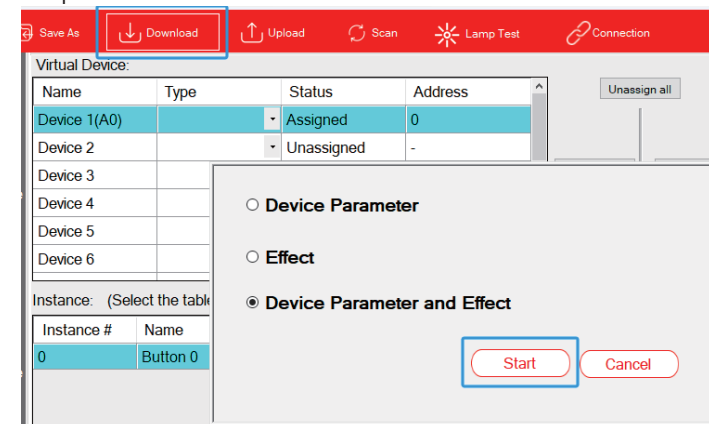 Save As Download Upload Scan Lamp Test Connection
Virtual Device:
Name Type Status Address
Unassign all
Device 1(A0) Assigned 0
Device 2 Unassigned -
Device 3
Device 4
Device 5
Device 6
Device Parameter
Effect
Device Parameter and Effect
Instance: (Select the table
Instance # Name
0 Button 0
Start Cancel